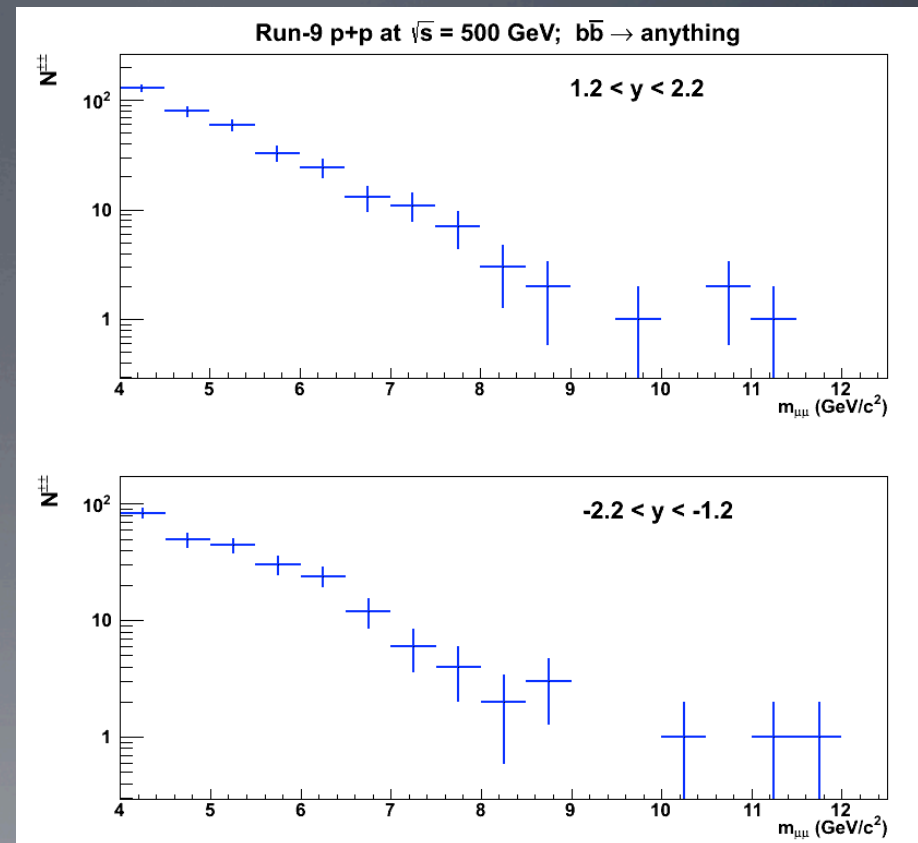 Run-9 p+p at √s = 500 GeV; bb̅ → anything
N±±
1.2 < y < 2.2
10²
10
1
4 5 6 7 8 9 10 11 12
mμμ (GeV/c²)
N±±
-2.2 < y < -1.2
10²
10
1
4 5 6 7 8 9 10 11 12
mμμ (GeV/c²)